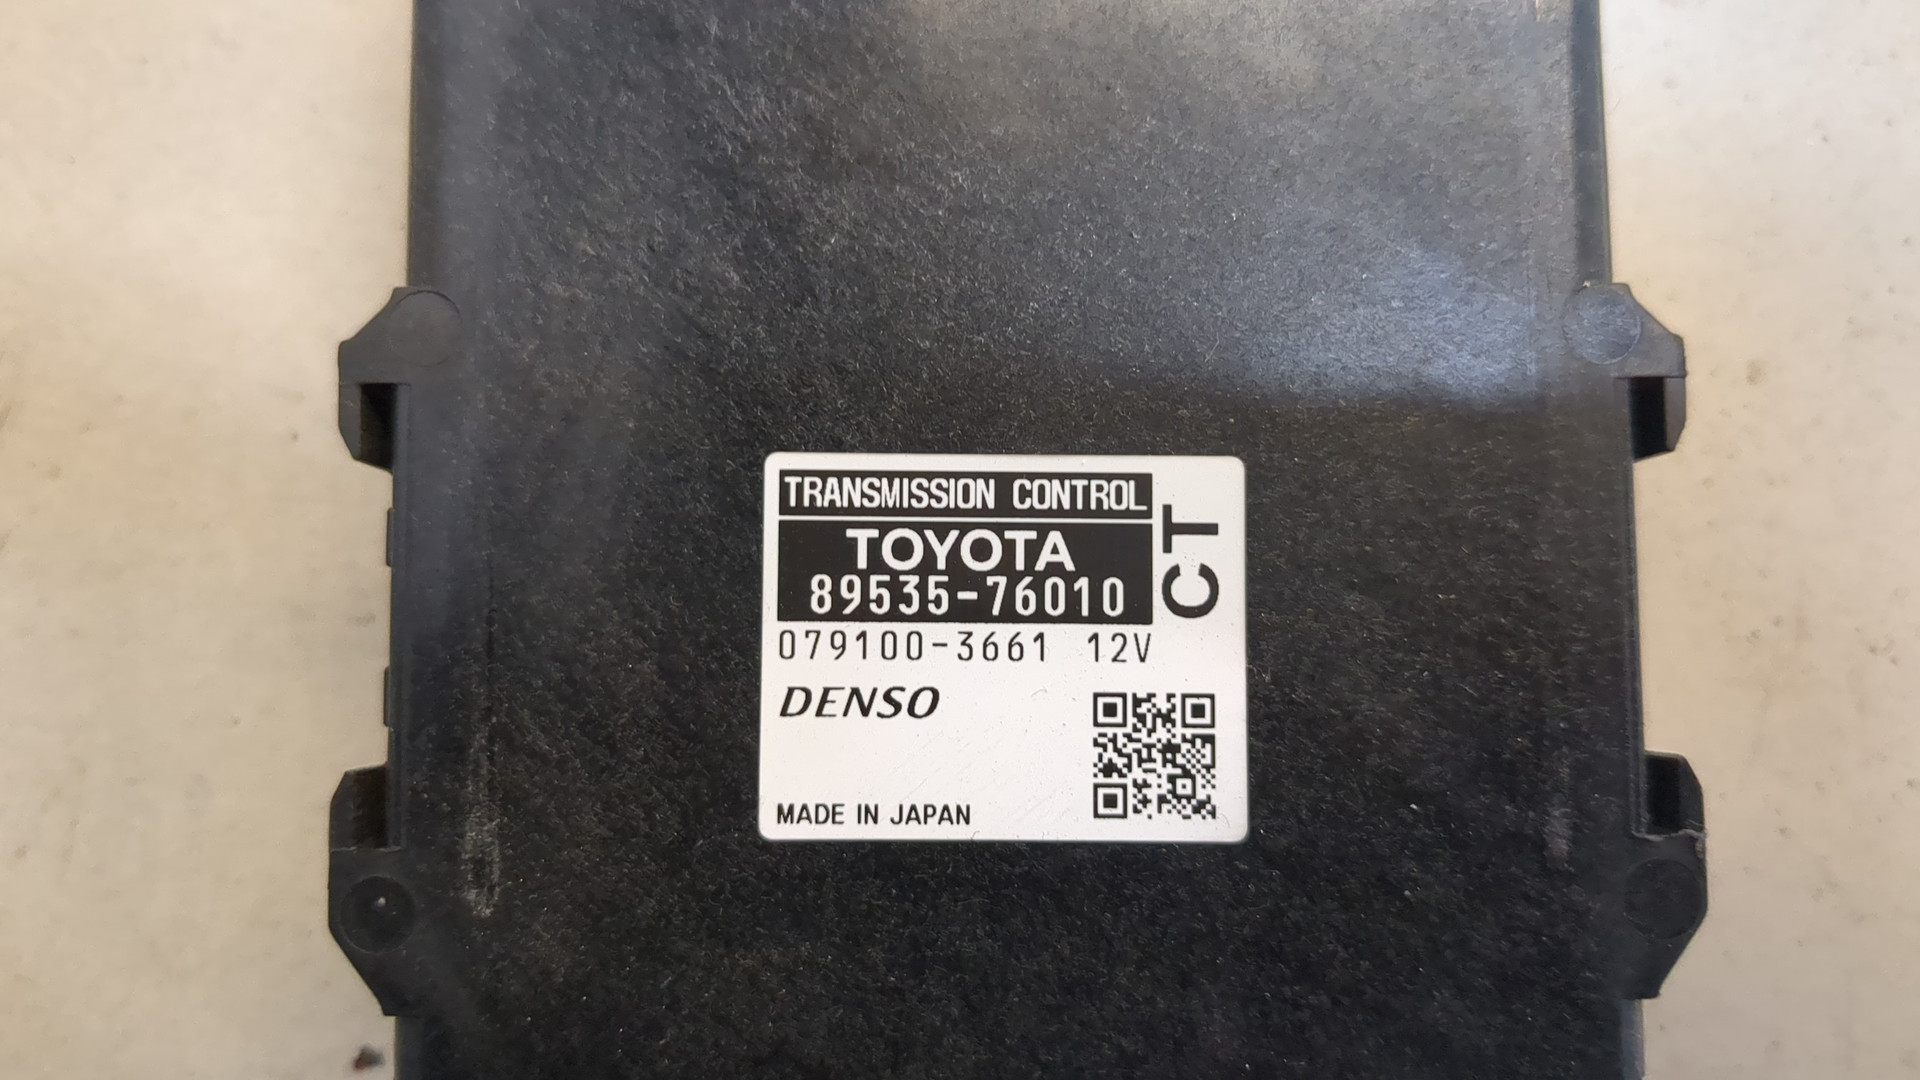 TRANSMISSION CONTROL
TOYOTA
89535-76010
CT
079100-3661 12V
DENSO
MADE IN JAPAN